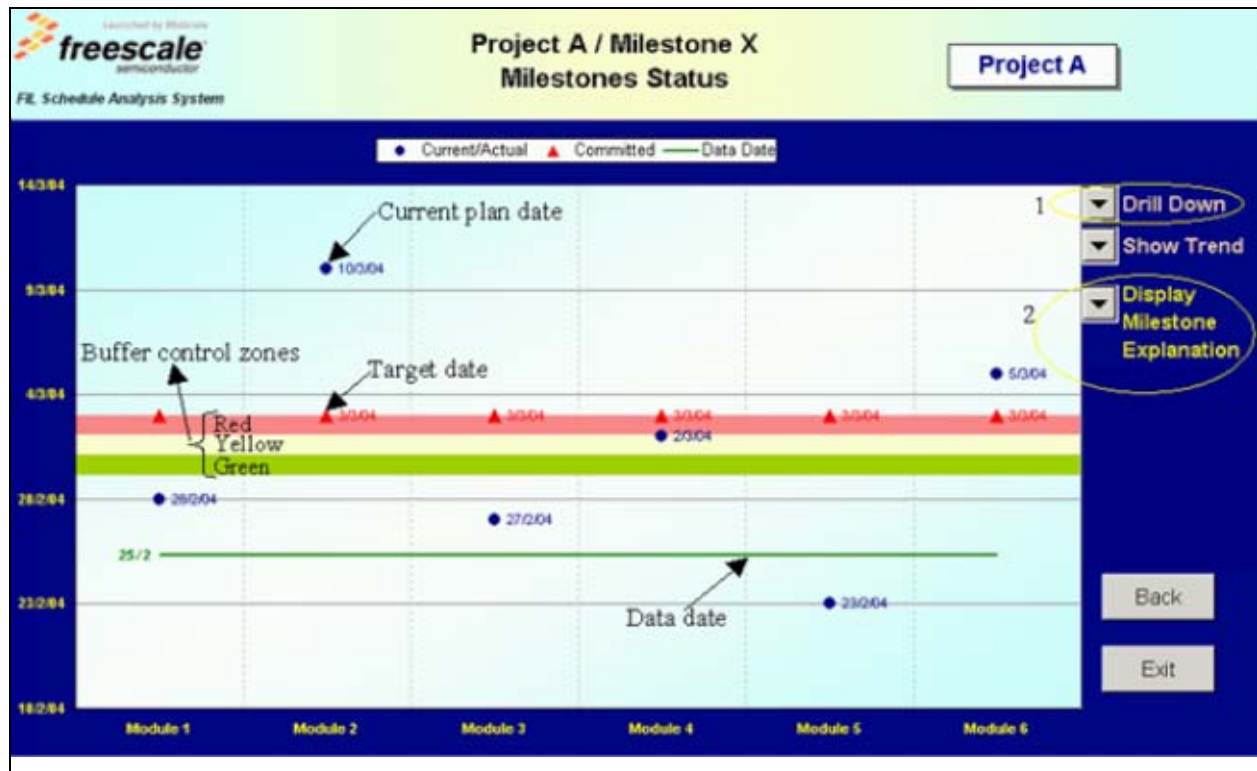 Launched by Motorola
freescale
semiconductor
FIL Schedule Analysis System
Project A / Milestone X
Milestones Status
Project A
Current/Actual
Committed
Data Date
14/3/04
9/3/04
4/3/04
28/2/04
23/2/04
18/2/04
Current plan date
10/3/04
1
Drill Down
Show Trend
2
Display
Milestone
Explanation
Buffer control zones
Target date
5/3/04
3/3/04
3/3/04
3/3/04
3/3/04
3/3/04
Red
Yellow
Green
2/3/04
28/2/04
27/2/04
25/2
23/2/04
Data date
Back
Exit
Module 1
Module 2
Module 3
Module 4
Module 5
Module 6